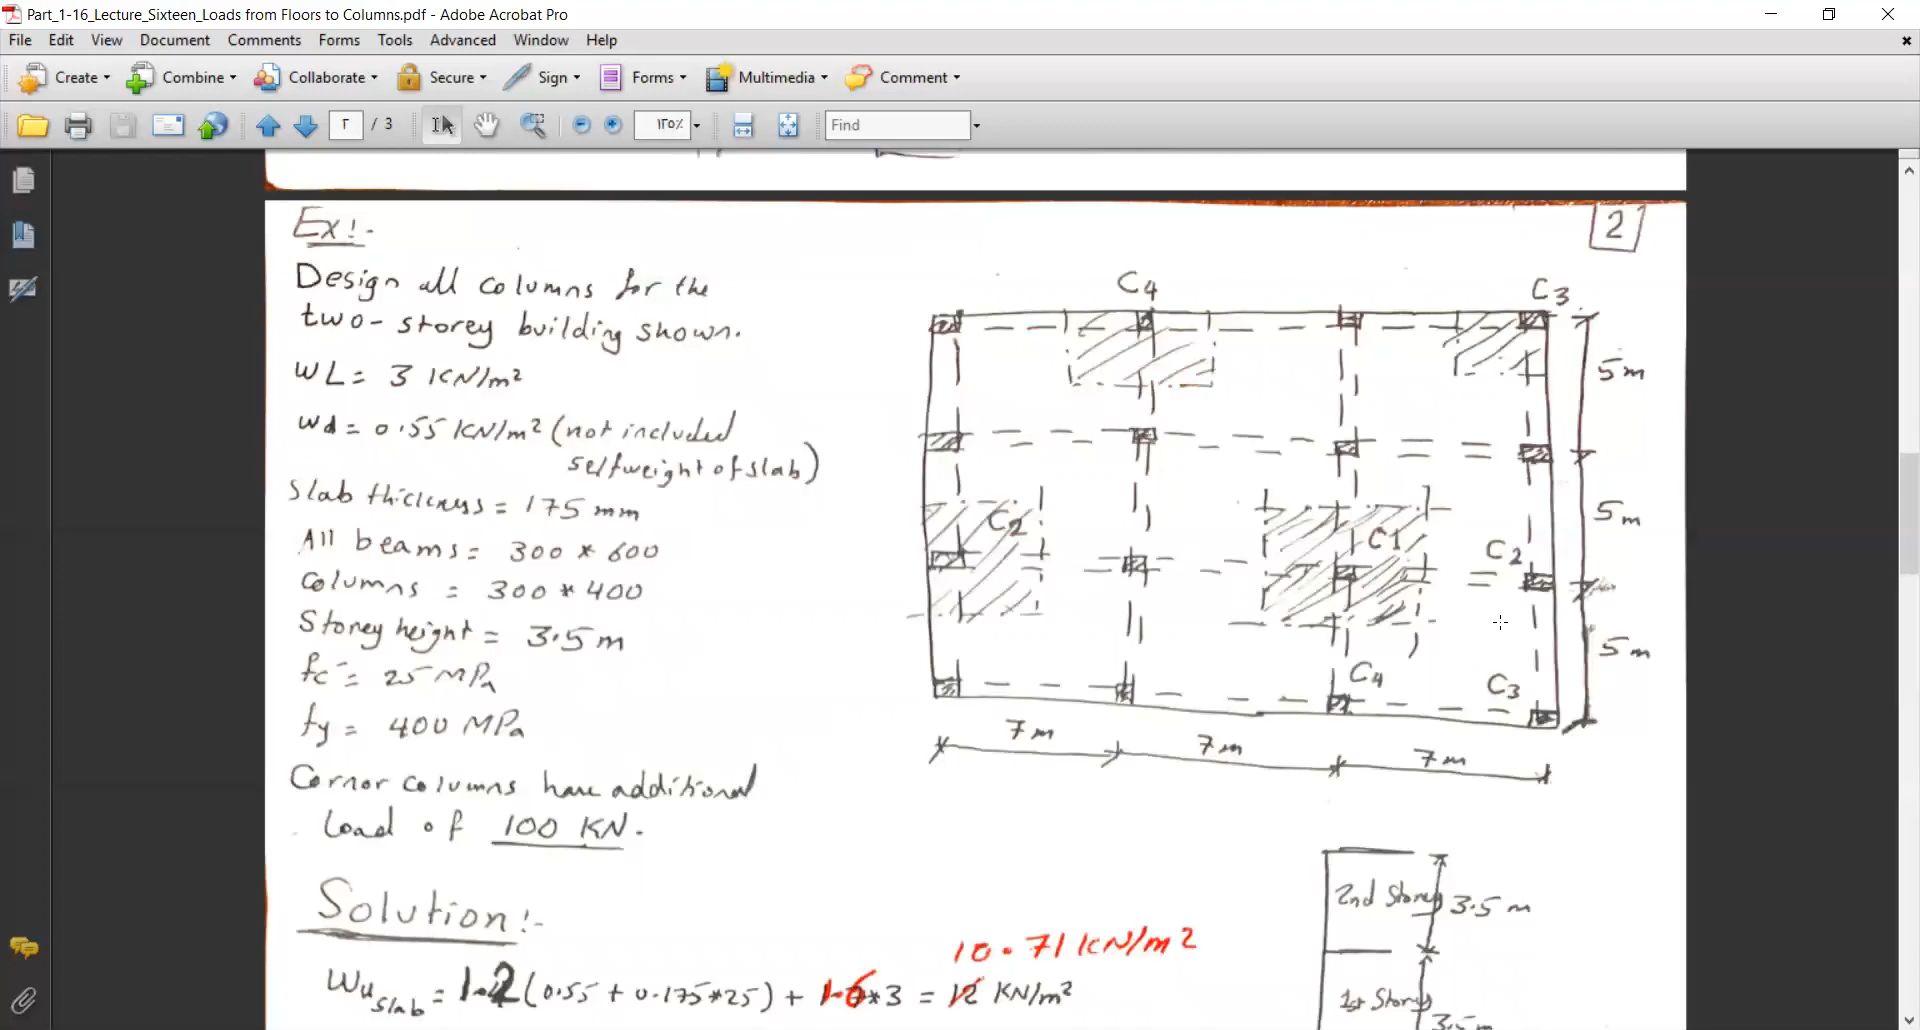 Part_1-16_Lecture_Sixteen_Loads from Floors to Columns.pdf - Adobe Acrobat Pro
File Edit View Document Comments Forms Tools Advanced Window Help
Create Combine Collaborate Secure Sign Forms Multimedia Comment
٢ / 3 ١٢٥٪ Find
Ex:-
2
Design all columns for the
two-storey building shown.
WL = 3 KN/m²
Wd = 0.55 KN/m² (not included
selfweight of slab)
Slab thickness = 175 mm
All beams = 300 * 600
Columns = 300 * 400
Storey height = 3.5 m
fc' = 25 MPa
fy = 400 MPa
Cornor columns have additional
Load of 100 KN.
C4
C3
5m
C2
C1
C2
5m
C4
C3
5m
7m
7m
7m
Solution:-
2nd Storey 3.5 m
10.71 KN/m²
Wu slab = 1.2 (0.55 + 0.175*25) + 1.6*3 = 12 KN/m²
1st Storey
3.5m